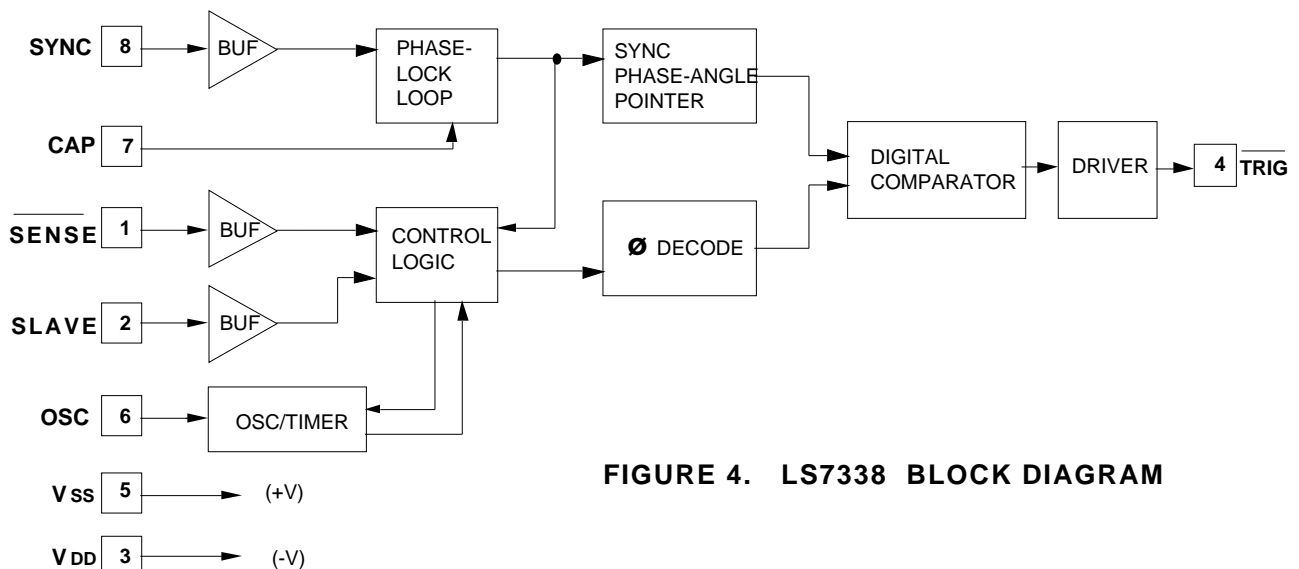 SYNC 8 BUF
PHASE-
LOCK
LOOP
SYNC
PHASE-ANGLE
POINTER
CAP 7
DIGITAL
COMPARATOR
DRIVER
4 TRIG
SENSE 1 BUF
CONTROL
LOGIC
Ø DECODE
SLAVE 2 BUF
OSC 6 OSC/TIMER
VSS 5 (+V)
VDD 3 (-V)
FIGURE 4. LS7338 BLOCK DIAGRAM